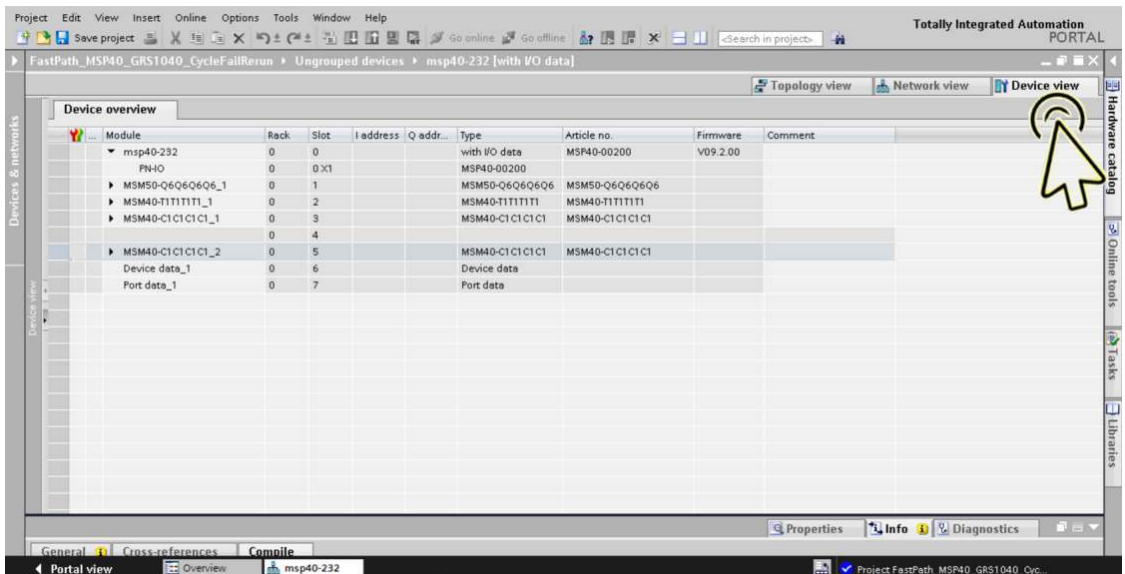 Project Edit View Insert Online Options Tools Window Help
Totally Integrated Automation
PORTAL
Save project Go online Go offline <Search in project>
FastPath_MSP40_GRS1040_CycleFailRerun Ungrouped devices msp40-232 [with I/O data]
Topology view Network view Device view
Device overview
... Module Rack Slot I address Q addr... Type Article no. Firmware Comment
msp40-232 0 0 with I/O data MSP40-00200 V09.2.00
PN-IO 0 0 X1 MSP40-00200
MSM50-Q6Q6Q6Q6_1 0 1 MSM50-Q6Q6Q6Q6 MSM50-Q6Q6Q6Q6
MSM40-T1T1T1T1_1 0 2 MSM40-T1T1T1T1 MSM40-T1T1T1T1
MSM40-C1C1C1C1_1 0 3 MSM40-C1C1C1C1 MSM40-C1C1C1C1
0 4
MSM40-C1C1C1C1_2 0 5 MSM40-C1C1C1C1 MSM40-C1C1C1C1
Device data_1 0 6 Device data
Port data_1 0 7 Port data
Devices & networks
Device view
Hardware catalog
Online tools
Tasks
Libraries
Properties Info Diagnostics
General Cross-references Compile
Portal view Overview msp40-232 Project FastPath_MSP40_GRS1040_Cyc...